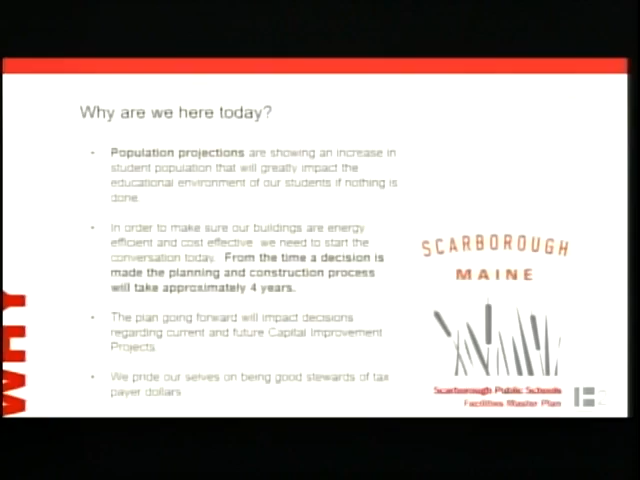 Why are we here today?
• Population projections are showing an increase in
student population that will greatly impact the
educational environment of our students if nothing is
done
• In order to make sure our buildings are energy
efficient and cost effective we need to start the
conversation today. From the time a decision is
made the planning and construction process
will take approximately 4 years.
• The plan going forward will impact decisions
regarding current and future Capital Improvement
Projects
• We pride our selves on being good stewards of tax
payer dollars
WHY
SCARBOROUGH
MAINE
Scarborough Public Schools
Facilities Master Plan